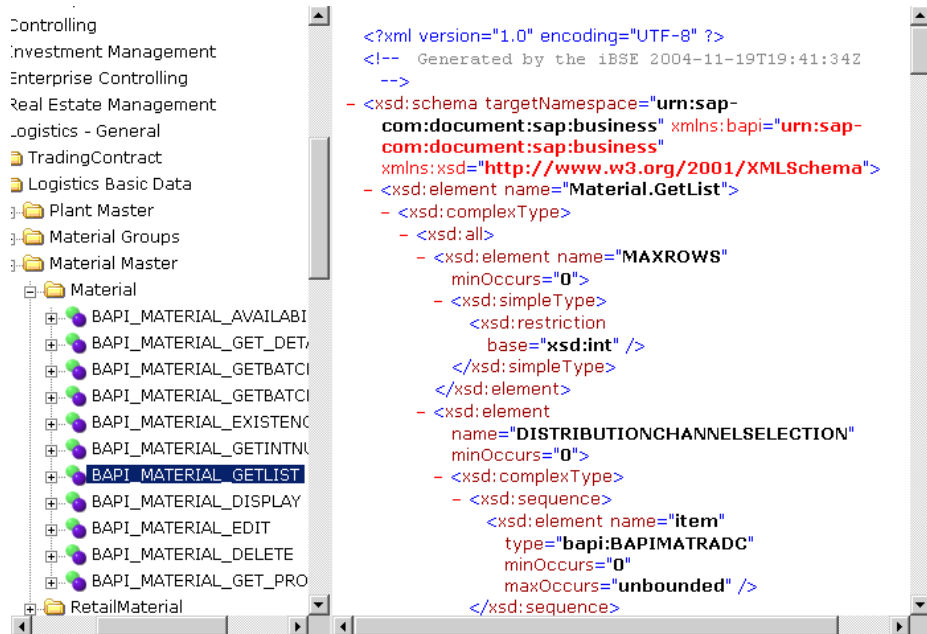 Controlling
Investment Management
Enterprise Controlling
Real Estate Management
Logistics - General
TradingContract
Logistics Basic Data
Plant Master
Material Groups
Material Master
Material
BAPI_MATERIAL_AVAILABI
BAPI_MATERIAL_GET_DETA
BAPI_MATERIAL_GETBATCH
BAPI_MATERIAL_GETBATCH
BAPI_MATERIAL_EXISTENC
BAPI_MATERIAL_GETINTNU
BAPI_MATERIAL_GETLIST
BAPI_MATERIAL_DISPLAY
BAPI_MATERIAL_EDIT
BAPI_MATERIAL_DELETE
BAPI_MATERIAL_GET_PRO
RetailMaterial
<?xml version="1.0" encoding="UTF-8" ?>
<!-- Generated by the iBSE 2004-11-19T19:41:34Z
-->
- <xsd:schema targetNamespace="urn:sap-
com:document:sap:business" xmlns:bapi="urn:sap-
com:document:sap:business"
xmlns:xsd="http://www.w3.org/2001/XMLSchema">
- <xsd:element name="Material.GetList">
- <xsd:complexType>
- <xsd:all>
- <xsd:element name="MAXROWS"
minOccurs="0">
- <xsd:simpleType>
<xsd:restriction
base="xsd:int" />
</xsd:simpleType>
</xsd:element>
- <xsd:element
name="DISTRIBUTIONCHANNELSELECTION"
minOccurs="0">
- <xsd:complexType>
- <xsd:sequence>
<xsd:element name="item"
type="bapi:BAPIMATRADC"
minOccurs="0"
maxOccurs="unbounded" />
</xsd:sequence>